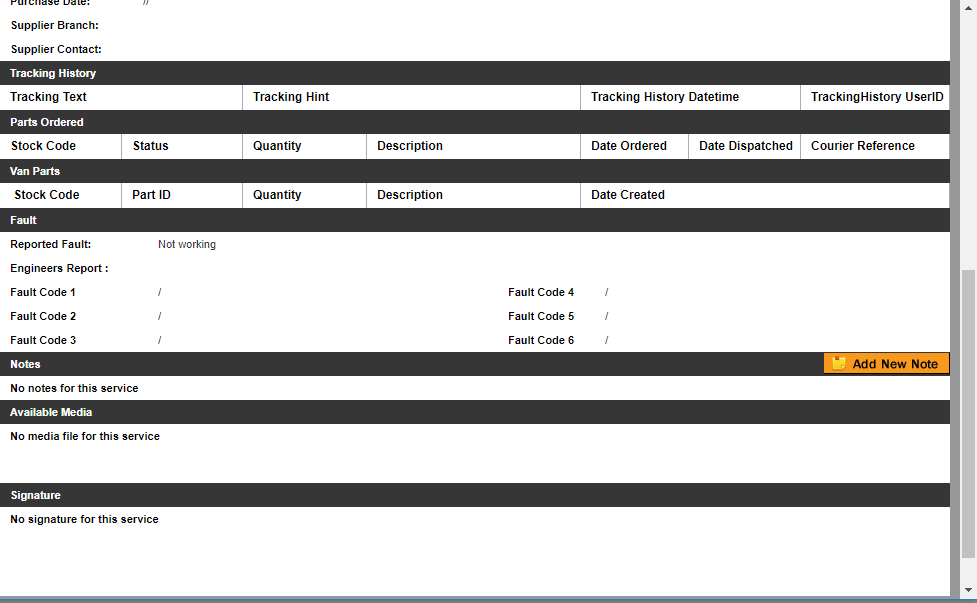 Purchase Date: //
Supplier Branch:
Supplier Contact:
Tracking History
Tracking Text Tracking Hint Tracking History Datetime TrackingHistory UserID
Parts Ordered
Stock Code Status Quantity Description Date Ordered Date Dispatched Courier Reference
Van Parts
Stock Code Part ID Quantity Description Date Created
Fault
Reported Fault: Not working
Engineers Report :
Fault Code 1 / Fault Code 4 /
Fault Code 2 / Fault Code 5 /
Fault Code 3 / Fault Code 6 /
Notes Add New Note
No notes for this service
Available Media
No media file for this service
Signature
No signature for this service